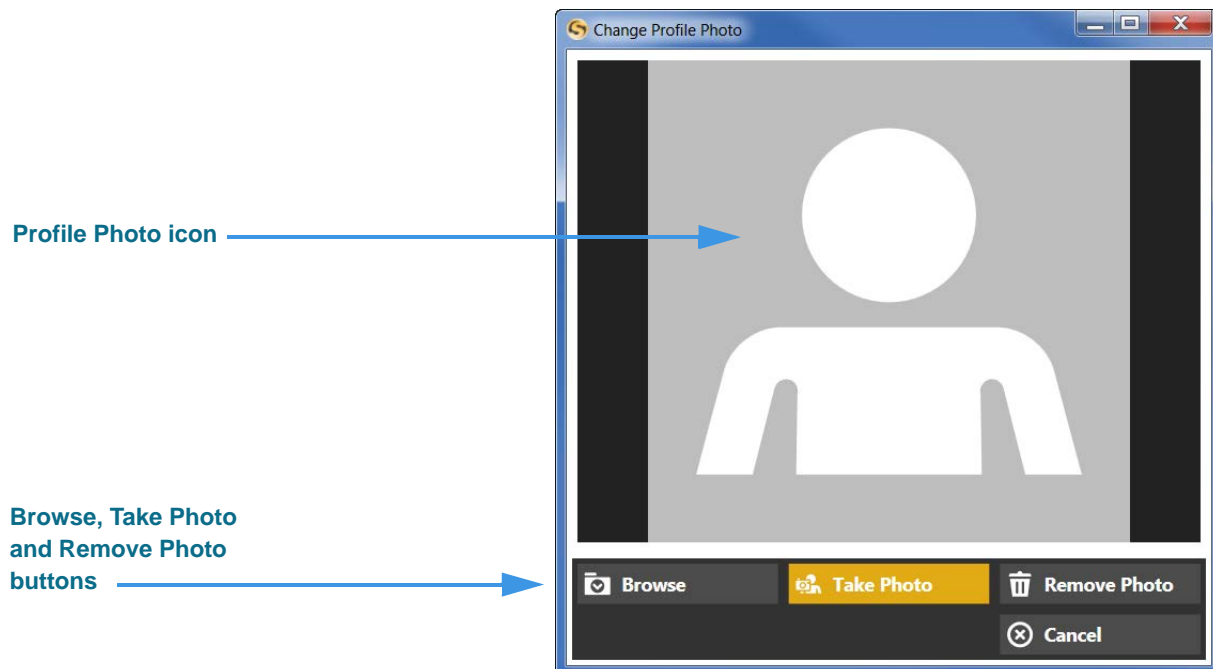 Change Profile Photo
Profile Photo icon
Browse, Take Photo
and Remove Photo
buttons
Browse
Take Photo
Remove Photo
Cancel